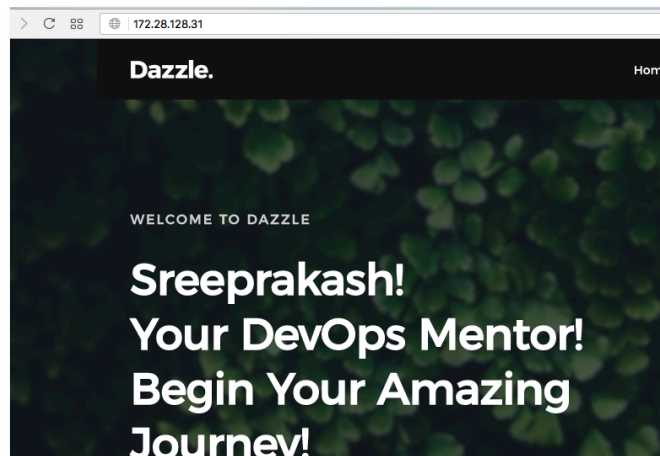 172.28.128.31
Dazzle.
Hom
WELCOME TO DAZZLE
Sreeprakash!
Your DevOps Mentor!
Begin Your Amazing
Journey!